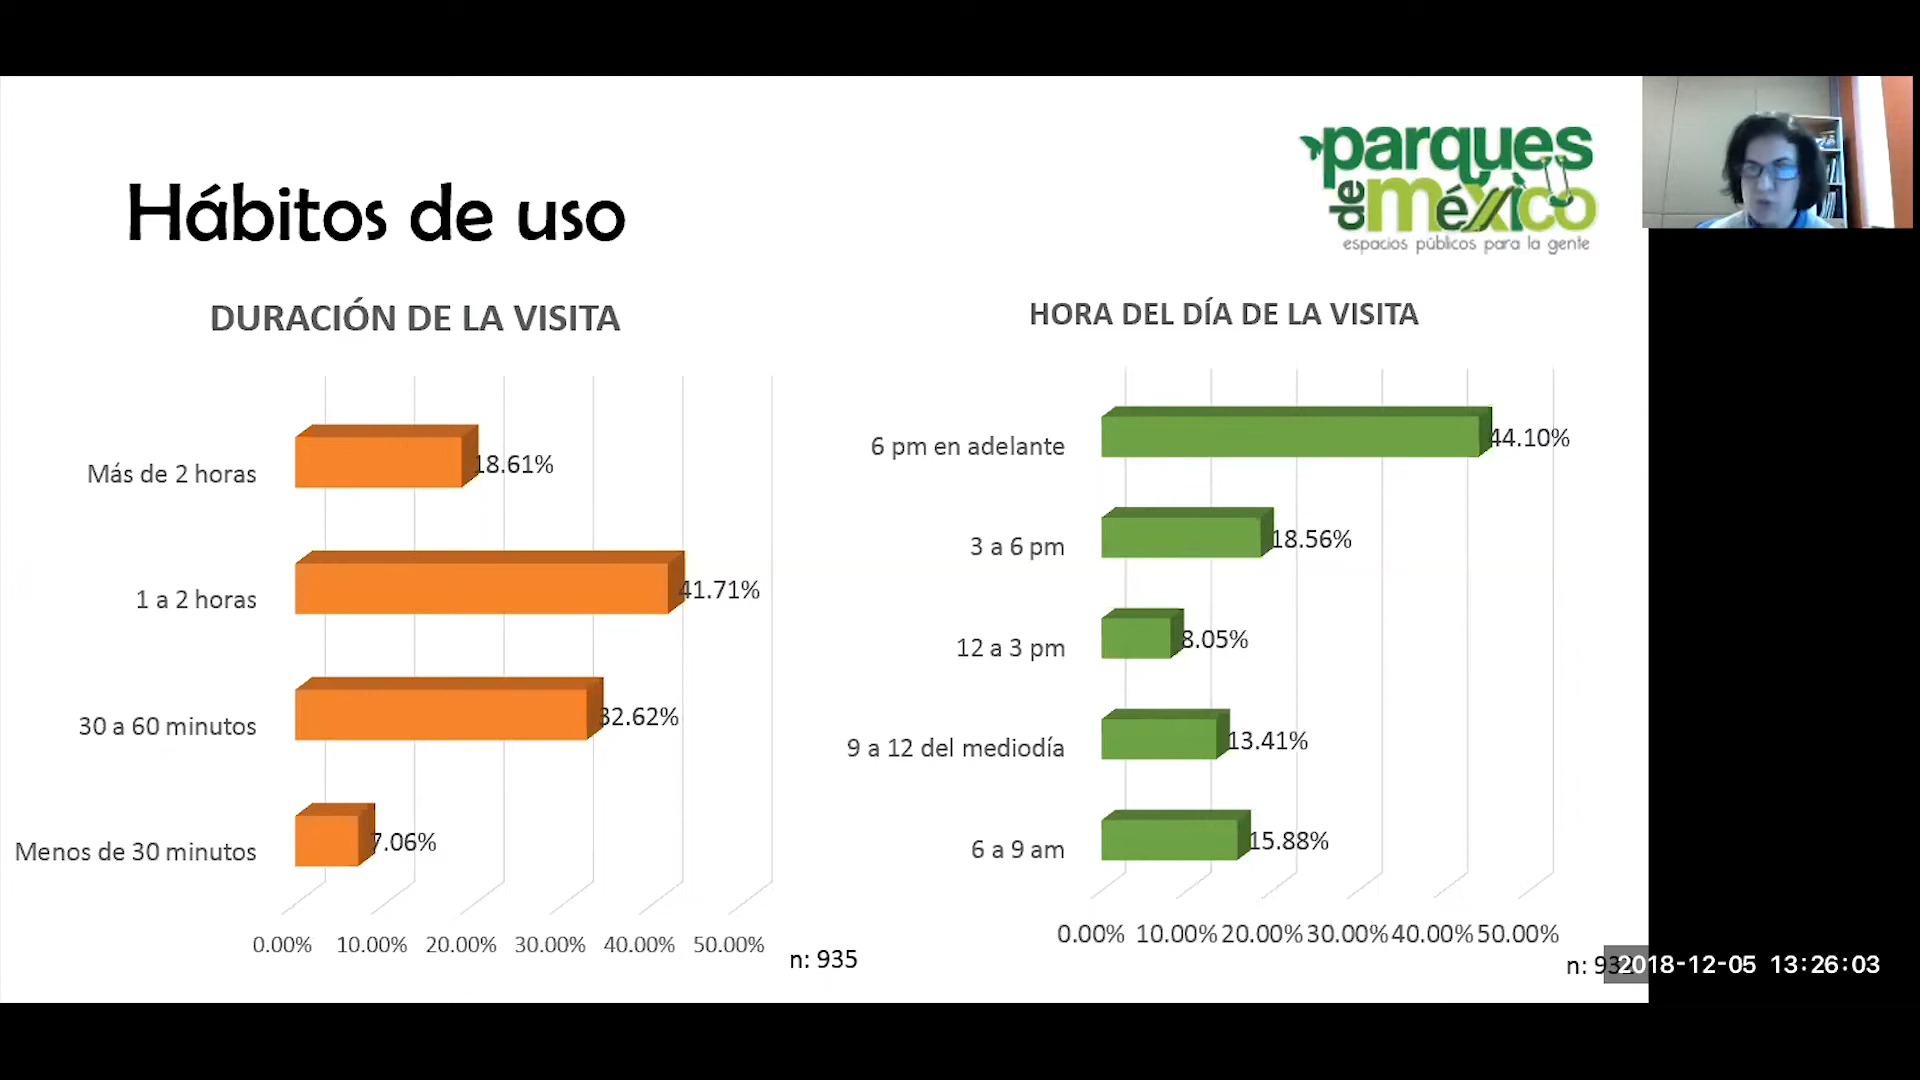 parques
de méxico
espacios públicos para la gente
Hábitos de uso
DURACIÓN DE LA VISITA
Más de 2 horas 18.61%
1 a 2 horas 41.71%
30 a 60 minutos 32.62%
Menos de 30 minutos 7.06%
0.00% 10.00% 20.00% 30.00% 40.00% 50.00%
n: 935
HORA DEL DÍA DE LA VISITA
6 pm en adelante 44.10%
3 a 6 pm 18.56%
12 a 3 pm 8.05%
9 a 12 del mediodía 13.41%
6 a 9 am 15.88%
0.00% 10.00% 20.00% 30.00% 40.00% 50.00%
n:
2018-12-05 13:26:03